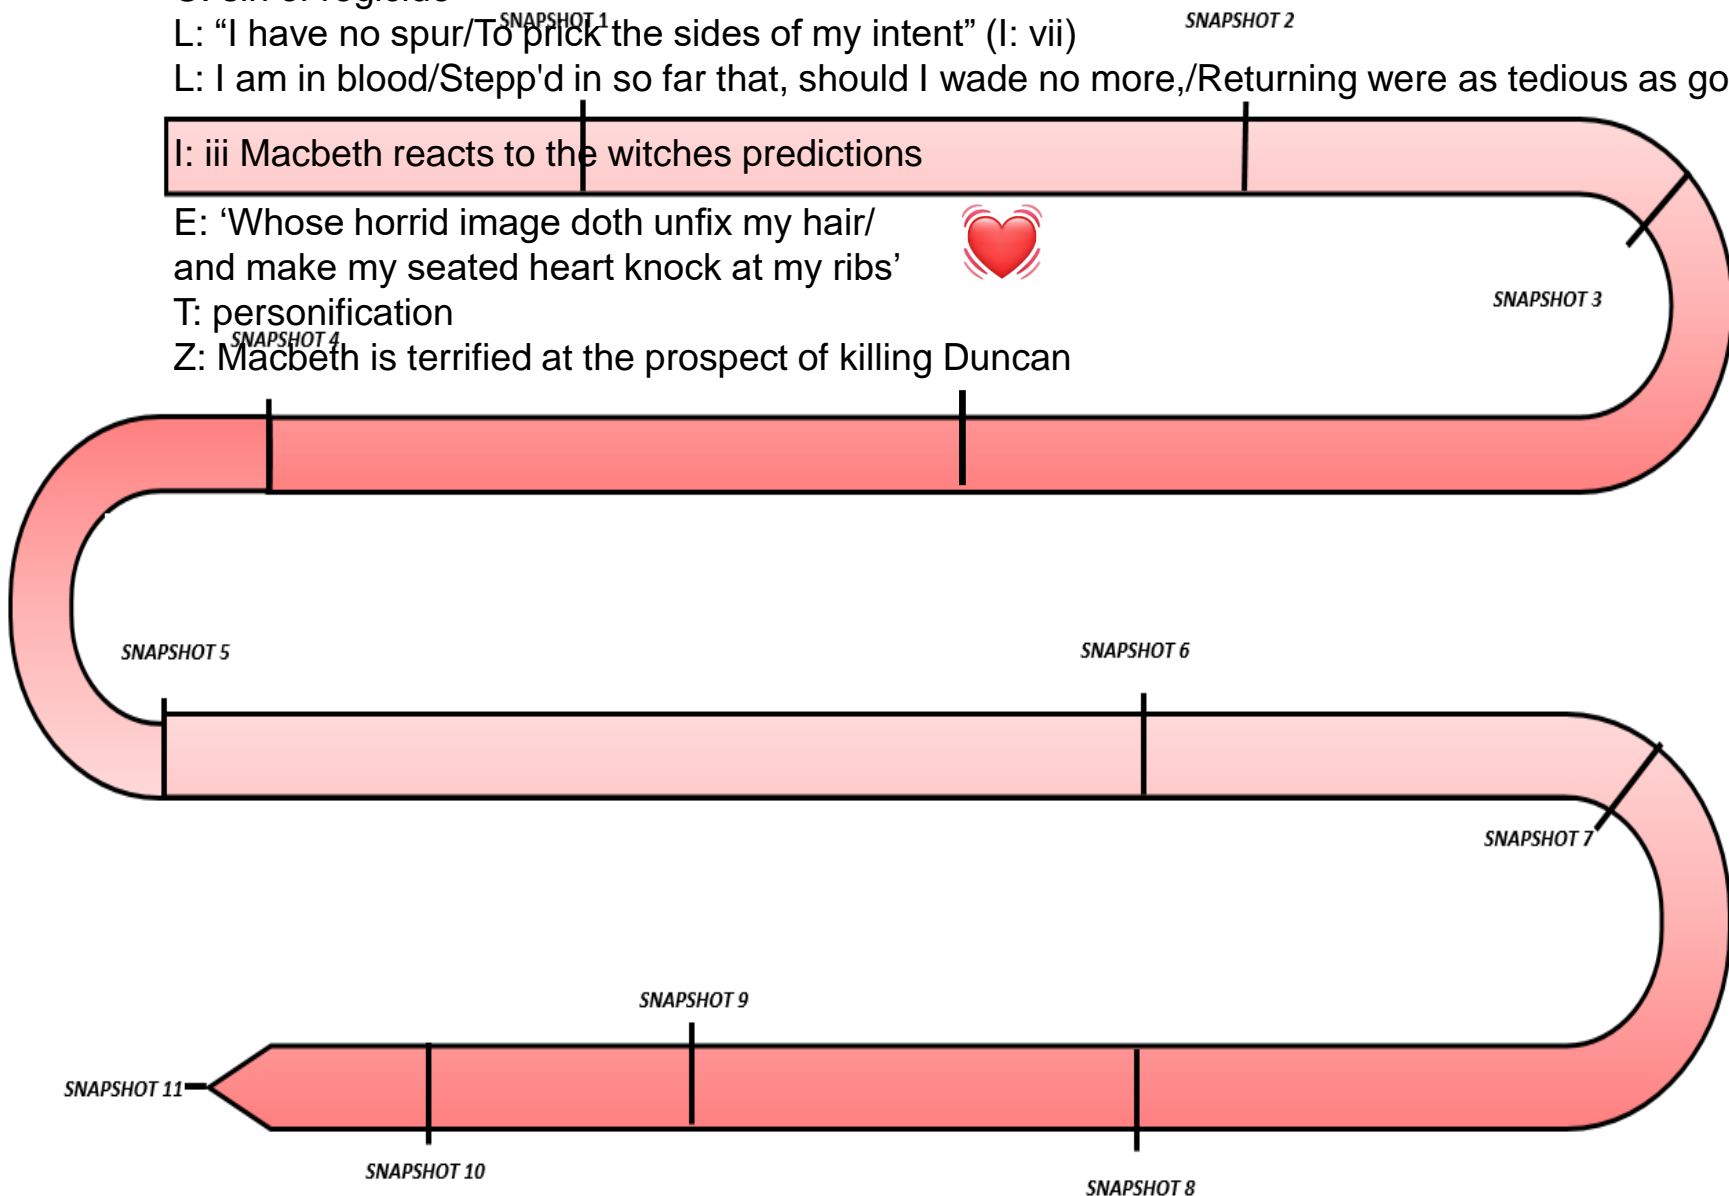 SNAPSHOT 1
SNAPSHOT 2
L: “I have no spur/To prick the sides of my intent” (I: vii)
L: I am in blood/Stepp'd in so far that, should I wade no more,/Returning were as tedious as go
I: iii Macbeth reacts to the witches predictions
E: ‘Whose horrid image doth unfix my hair/
and make my seated heart knock at my ribs’
T: personification
SNAPSHOT 3
SNAPSHOT 4
Z: Macbeth is terrified at the prospect of killing Duncan
SNAPSHOT 5
SNAPSHOT 6
SNAPSHOT 7
SNAPSHOT 9
SNAPSHOT 11
SNAPSHOT 10
SNAPSHOT 8